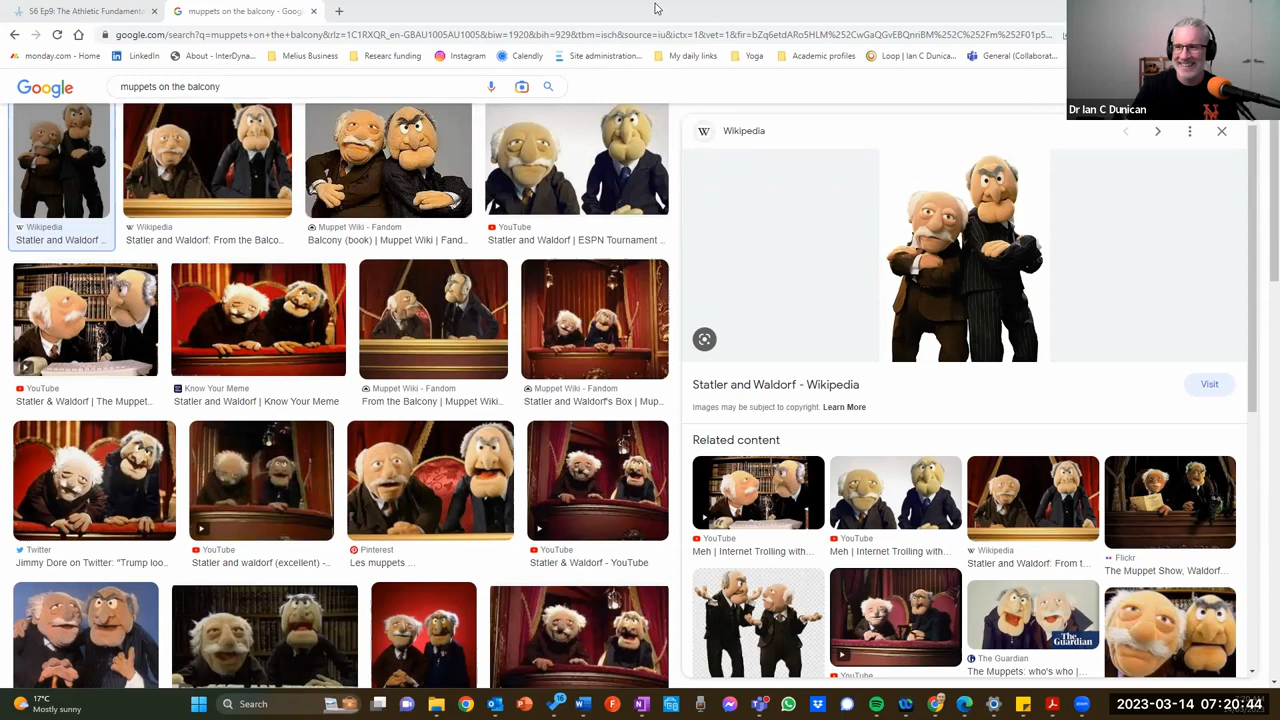 S6 Ep9: The Athletic Fundamenta
muppets on the balcony - Goog
google.com/search?q=muppets+on+the+balcony&rlz=1C1RXQR_en-GBAU1005AU1005&biw=1920&bih=929&tbm=isch&source=iu&ictx=1&vet=1&fir=
monday.com
LinkedIn
About - InterDyna...
Melius Business
Researc funding
Instagram
Calendly
Site administration...
My daily links
Yoga
Academic profiles
Loop | Ian C Dunica...
General (Collaborat...
Dr Ian C Dunican
Google
muppets on the balcony
Wikipedia
Statler and Waldorf ...
Wikipedia
Statler and Waldorf: From the Balco...
Muppet Wiki - Fandom
Balcony (book) | Muppet Wiki | Fand...
YouTube
Statler and Waldorf | ESPN Tournament ...
YouTube
Statler & Waldorf | The Muppet...
Know Your Meme
Statler and Waldorf | Know Your Meme
Muppet Wiki - Fandom
From the Balcony | Muppet Wiki...
Muppet Wiki - Fandom
Statler and Waldorf's Box | Mup...
Twitter
Jimmy Dore on Twitter: "Trump loo...
YouTube
Statler and waldorf (excellent) -...
Pinterest
Les muppets ...
YouTube
Statler & Waldorf - YouTube
W
Wikipedia
Statler and Waldorf - Wikipedia
Visit
Images may be subject to copyright. Learn More
Related content
YouTube
Meh | Internet Trolling with...
YouTube
Meh | Internet Trolling with...
Wikipedia
Statler and Waldorf: From t...
Flickr
The Muppet Show, Waldorf...
YouTube
The Guardian
The Guardian
The Muppets: who's who |...
17°C
Mostly sunny
Search
16
2023-03-14 07:20:44